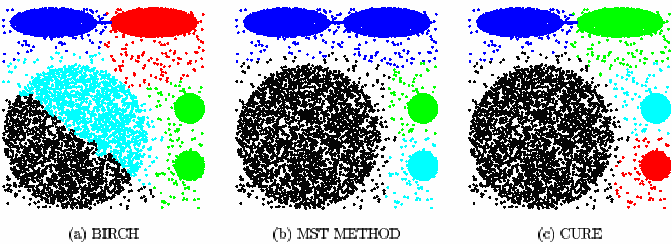 (a) BIRCH
(b) MST METHOD
(c) CURE